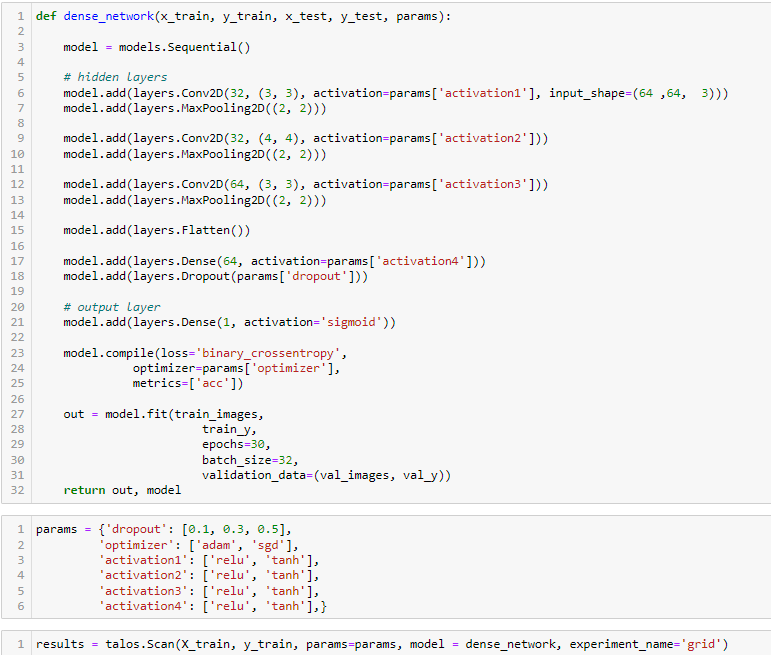 1 def dense_network(x_train, y_train, x_test, y_test, params):
2
3     model = models.Sequential()
4
5     # hidden layers
6     model.add(layers.Conv2D(32, (3, 3), activation=params['activation1'], input_shape=(64 ,64,  3)))
7     model.add(layers.MaxPooling2D((2, 2)))
8
9     model.add(layers.Conv2D(32, (4, 4), activation=params['activation2']))
10     model.add(layers.MaxPooling2D((2, 2)))
11
12     model.add(layers.Conv2D(64, (3, 3), activation=params['activation3']))
13     model.add(layers.MaxPooling2D((2, 2)))
14
15     model.add(layers.Flatten())
16
17     model.add(layers.Dense(64, activation=params['activation4']))
18     model.add(layers.Dropout(params['dropout']))
19
20     # output layer
21     model.add(layers.Dense(1, activation='sigmoid'))
22
23     model.compile(loss='binary_crossentropy',
24               optimizer=params['optimizer'],
25               metrics=['acc'])
26
27     out = model.fit(train_images,
28                         train_y,
29                         epochs=30,
30                         batch_size=32,
31                         validation_data=(val_images, val_y))
32     return out, model
1 params = {'dropout': [0.1, 0.3, 0.5],
2          'optimizer': ['adam', 'sgd'],
3          'activation1': ['relu', 'tanh'],
4          'activation2': ['relu', 'tanh'],
5          'activation3': ['relu', 'tanh'],
6          'activation4': ['relu', 'tanh'],}
1 results = talos.Scan(X_train, y_train, params=params, model = dense_network, experiment_name='grid')